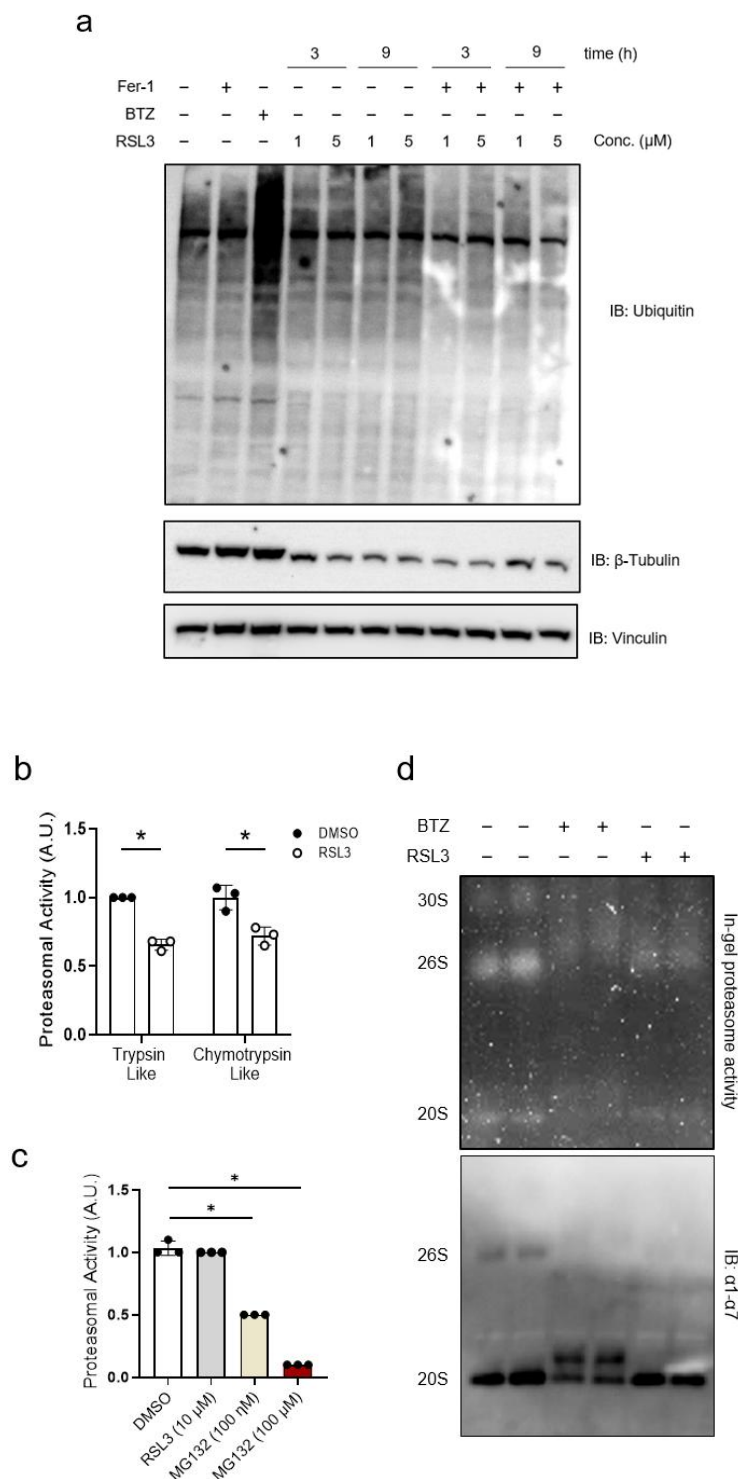 a
3 9 3 9 time (h)
Fer-1 – + – – – – – + + + +
BTZ – – + – – – – – – – –
RSL3 – – – 1 5 1 5 1 5 1 5 Conc. (μM)
IB: Ubiquitin
IB: β-Tubulin
IB: Vinculin
b
Proteasomal Activity (A.U.)
1.5
1.0
0.5
0.0
* *
DMSO
RSL3
Trypsin
Like
Chymotrypsin
Like
c
Proteasomal Activity (A.U.)
1.5
1.0
0.5
0.0
*
*
DMSO
RSL3 (10 μM)
MG132 (100 ηM)
MG132 (100 μM)
d
BTZ – – + + – –
RSL3 – – – – + +
30S
26S
20S
In-gel proteasome activity
26S
20S
IB: α1-α7